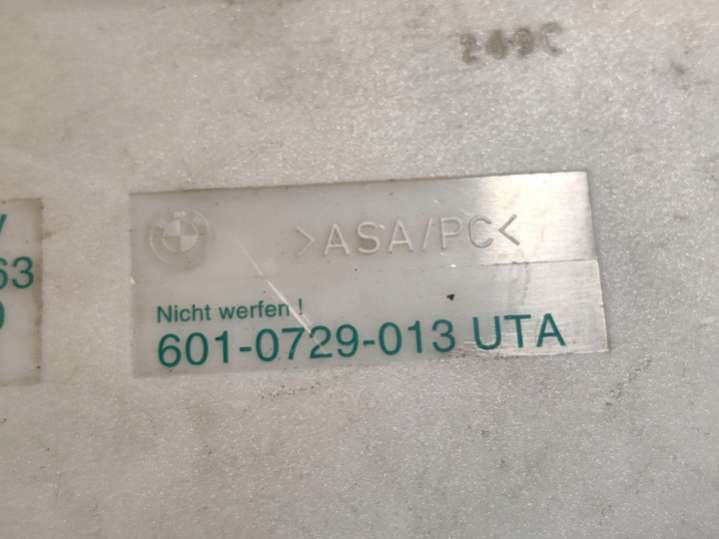 249C
>ASA/PC<
63
Nicht werfen !
601-0729-013 UTA